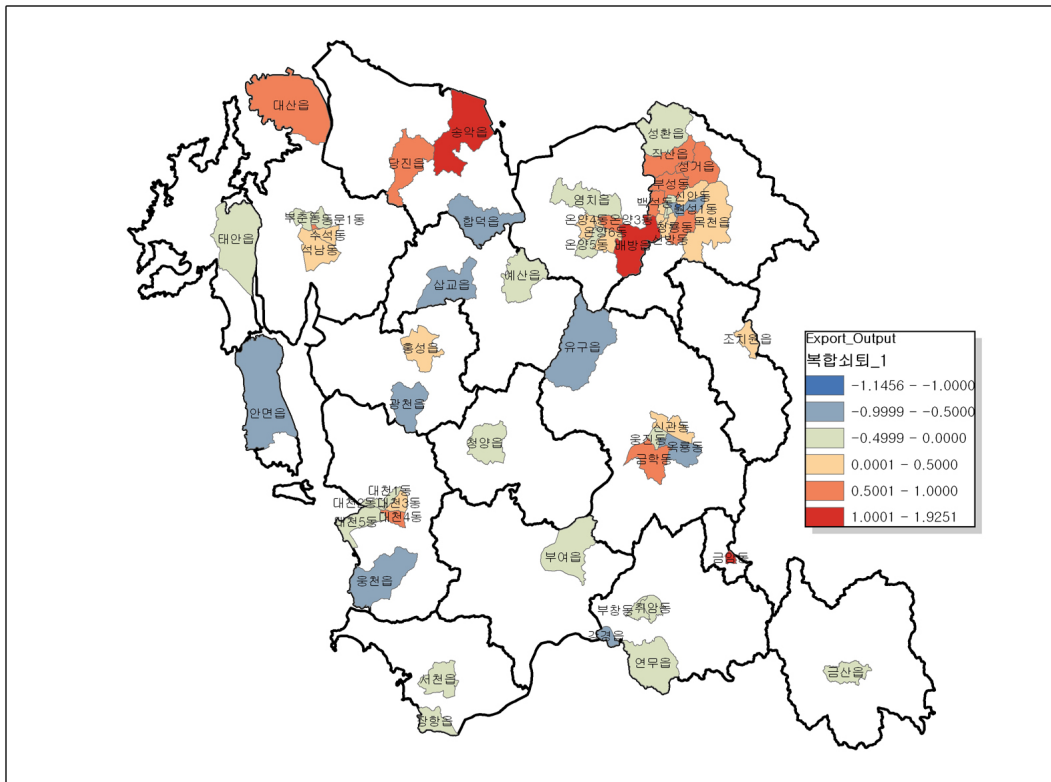 대산읍
송악읍
당진읍
합덕읍
성환읍
직산읍
성거읍
부성동
백석동
신안동
원성1동
목천읍
청룡동
신방동
염치읍
온양4동
온양3동
온양6동
온양5동
배방읍
태안읍
부춘동
동문1동
수석동
석남동
삽교읍
예산읍
유구읍
조치원읍
홍성읍
광천읍
안면읍
청양읍
신관동
웅진동
옥룡동
금학동
대천1동
대천2동
대천3동
대천5동
대천4동
웅천읍
부여읍
금암동
부창동
취암동
강경읍
연무읍
서천읍
장항읍
금산읍
Export_Output
복합쇠퇴_1
-1.1456 - -1.0000
-0.9999 - -0.5000
-0.4999 - 0.0000
0.0001 - 0.5000
0.5001 - 1.0000
1.0001 - 1.9251